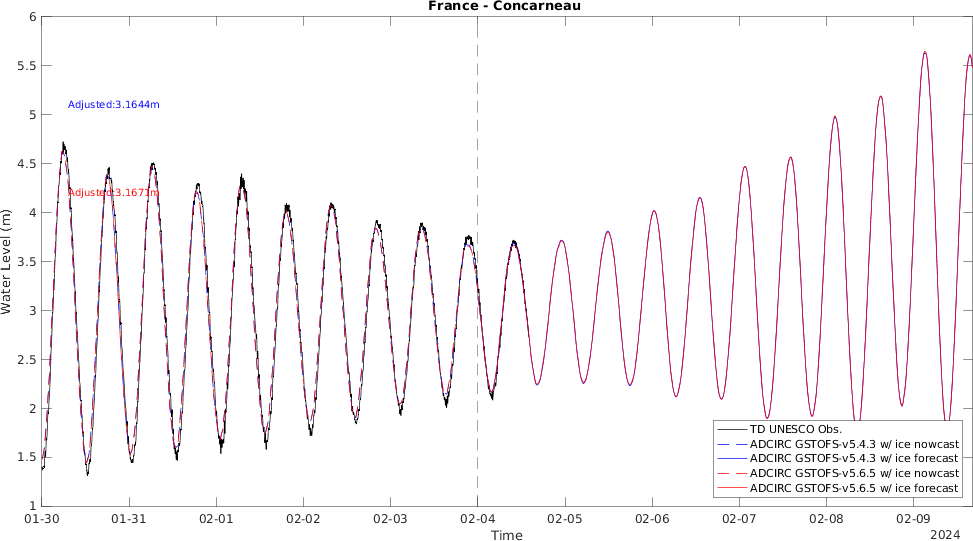 France - Concarneau
6
5.5
5
4.5
4
3.5
3
2.5
2
1.5
1
Water Level (m)
Adjusted:3.1644m
Adjusted:3.1671m
TD UNESCO Obs.
ADCIRC GSTOFS-v5.4.3 w/ ice nowcast
ADCIRC GSTOFS-v5.4.3 w/ ice forecast
ADCIRC GSTOFS-v5.6.5 w/ ice nowcast
ADCIRC GSTOFS-v5.6.5 w/ ice forecast
01-30 01-31 02-01 02-02 02-03 02-04 02-05 02-06 02-07 02-08 02-09
Time
2024